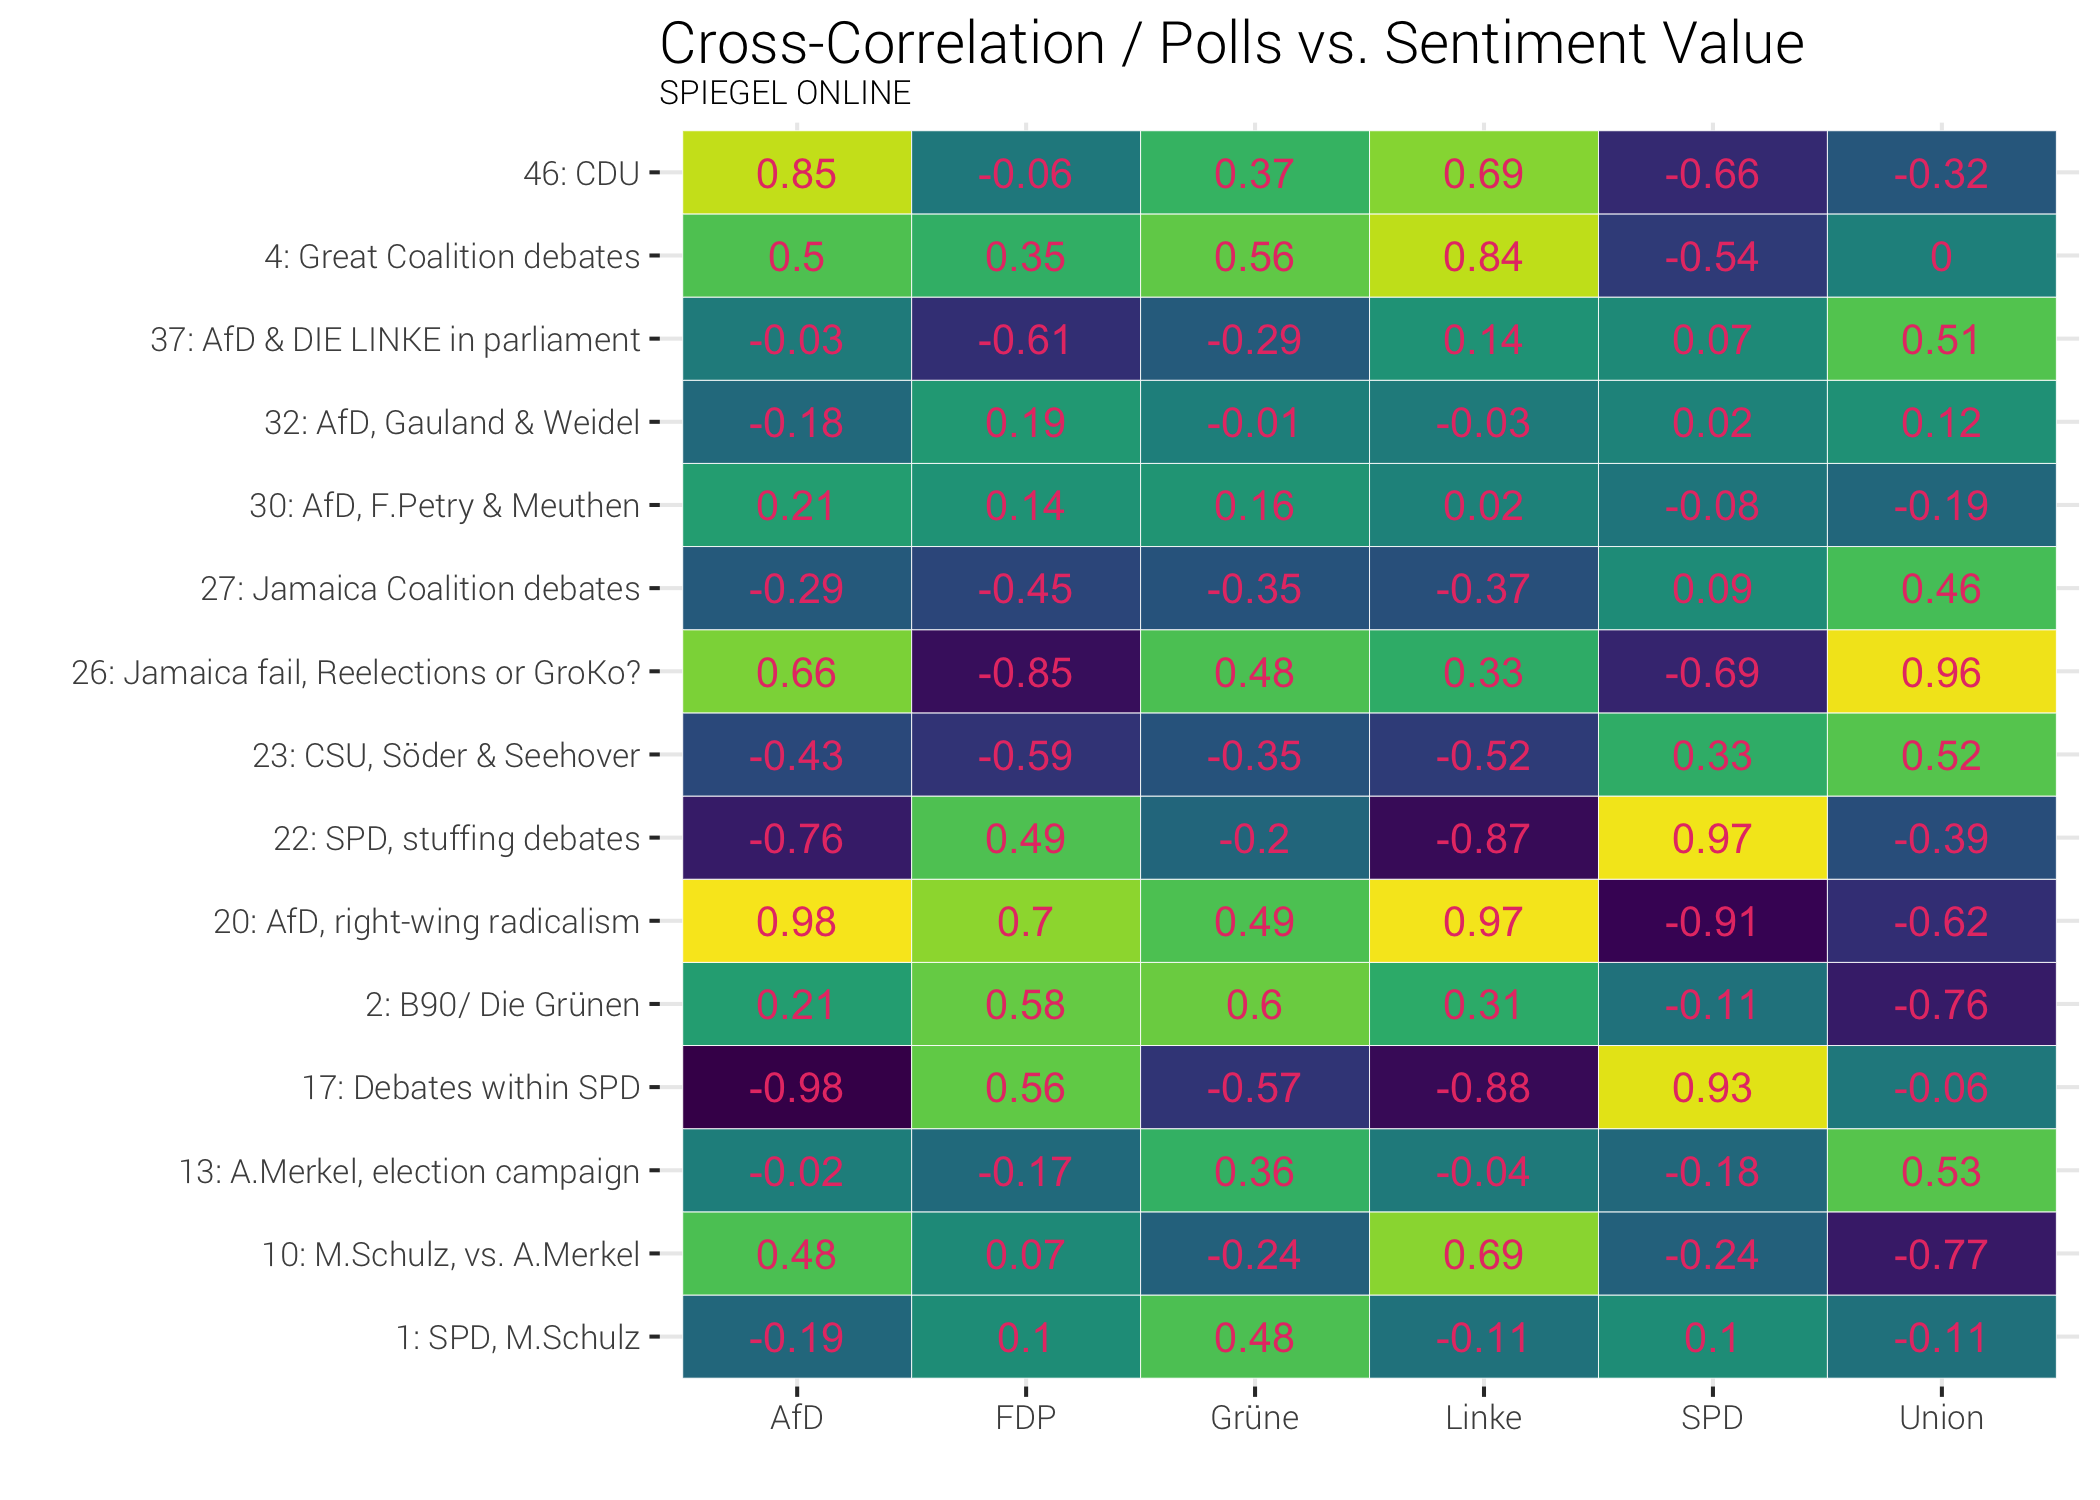 Cross-Correlation / Polls vs. Sentiment Value
SPIEGEL ONLINE
46: CDU 0.85 -0.06 0.37 0.69 -0.66 -0.32
4: Great Coalition debates 0.5 0.35 0.56 0.84 -0.54 0
37: AfD & DIE LINKE in parliament -0.03 -0.61 -0.29 0.14 0.07 0.51
32: AfD, Gauland & Weidel -0.18 0.19 -0.01 -0.03 0.02 0.12
30: AfD, F.Petry & Meuthen 0.21 0.14 0.16 0.02 -0.08 -0.19
27: Jamaica Coalition debates -0.29 -0.45 -0.35 -0.37 0.09 0.46
26: Jamaica fail, Reelections or GroKo? 0.66 -0.85 0.48 0.33 -0.69 0.96
23: CSU, Söder & Seehover -0.43 -0.59 -0.35 -0.52 0.33 0.52
22: SPD, stuffing debates -0.76 0.49 -0.2 -0.87 0.97 -0.39
20: AfD, right-wing radicalism 0.98 0.7 0.49 0.97 -0.91 -0.62
2: B90/ Die Grünen 0.21 0.58 0.6 0.31 -0.11 -0.76
17: Debates within SPD -0.98 0.56 -0.57 -0.88 0.93 -0.06
13: A.Merkel, election campaign -0.02 -0.17 0.36 -0.04 -0.18 0.53
10: M.Schulz, vs. A.Merkel 0.48 0.07 -0.24 0.69 -0.24 -0.77
1: SPD, M.Schulz -0.19 0.1 0.48 -0.11 0.1 -0.11
AfD FDP Grüne Linke SPD Union